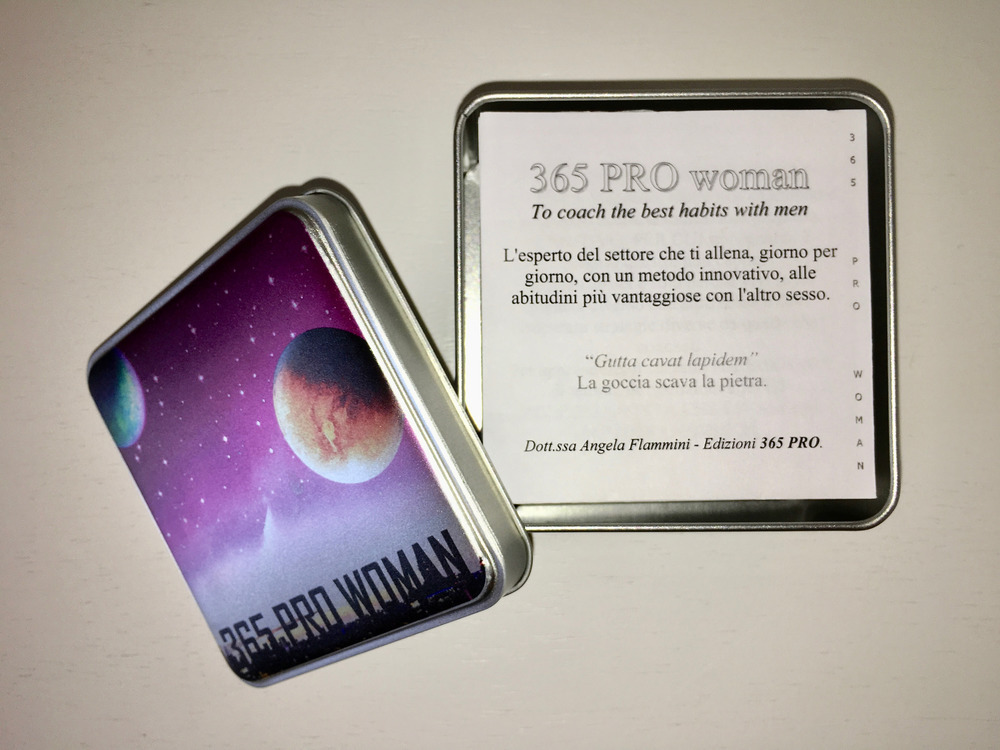 365 PRO woman
To coach the best habits with men
L'esperto del settore che ti allena, giorno per
giorno, con un metodo innovativo, alle
abitudini più vantaggiose con l'altro sesso.
“Gutta cavat lapidem”
La goccia scava la pietra.
Dott.ssa Angela Flammini - Edizioni 365 PRO.
365 PRO WOMAN
365 PRO WOMAN